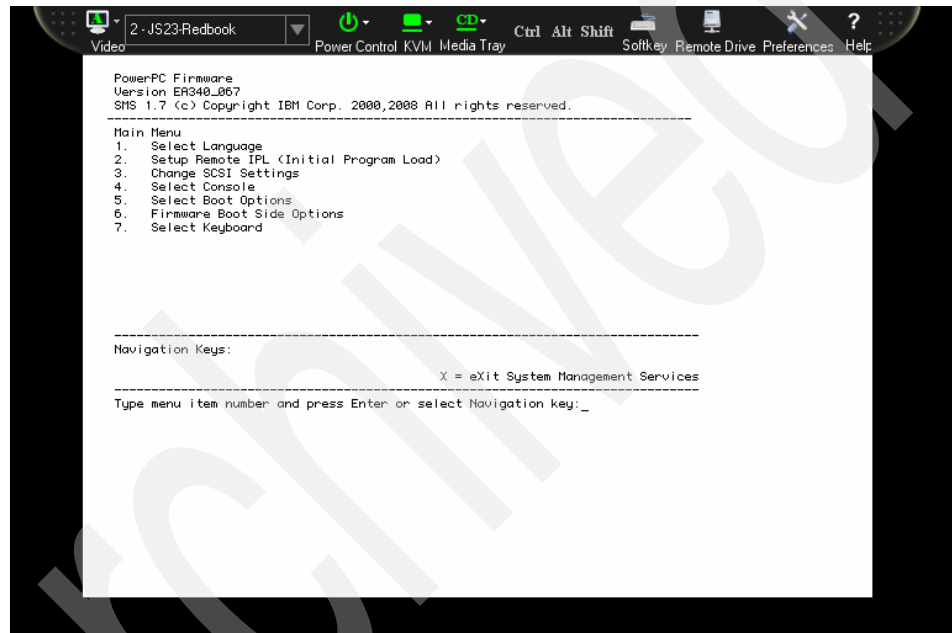 2 - JS23-Redbook
Ctrl Alt Shift
CD
?
Video
Power Control
KVM
Media Tray
Softkey
Remote Drive
Preferences
Help
PowerPC Firmware
Version EA340_067
SMS 1.7 (c) Copyright IBM Corp. 2000,2008 All rights reserved.
Main Menu
1. Select Language
2. Setup Remote IPL (Initial Program Load)
3. Change SCSI Settings
4. Select Console
5. Select Boot Options
6. Firmware Boot Side Options
7. Select Keyboard
Navigation Keys:
X = eXit System Management Services
Type menu item number and press Enter or select Navigation key:_